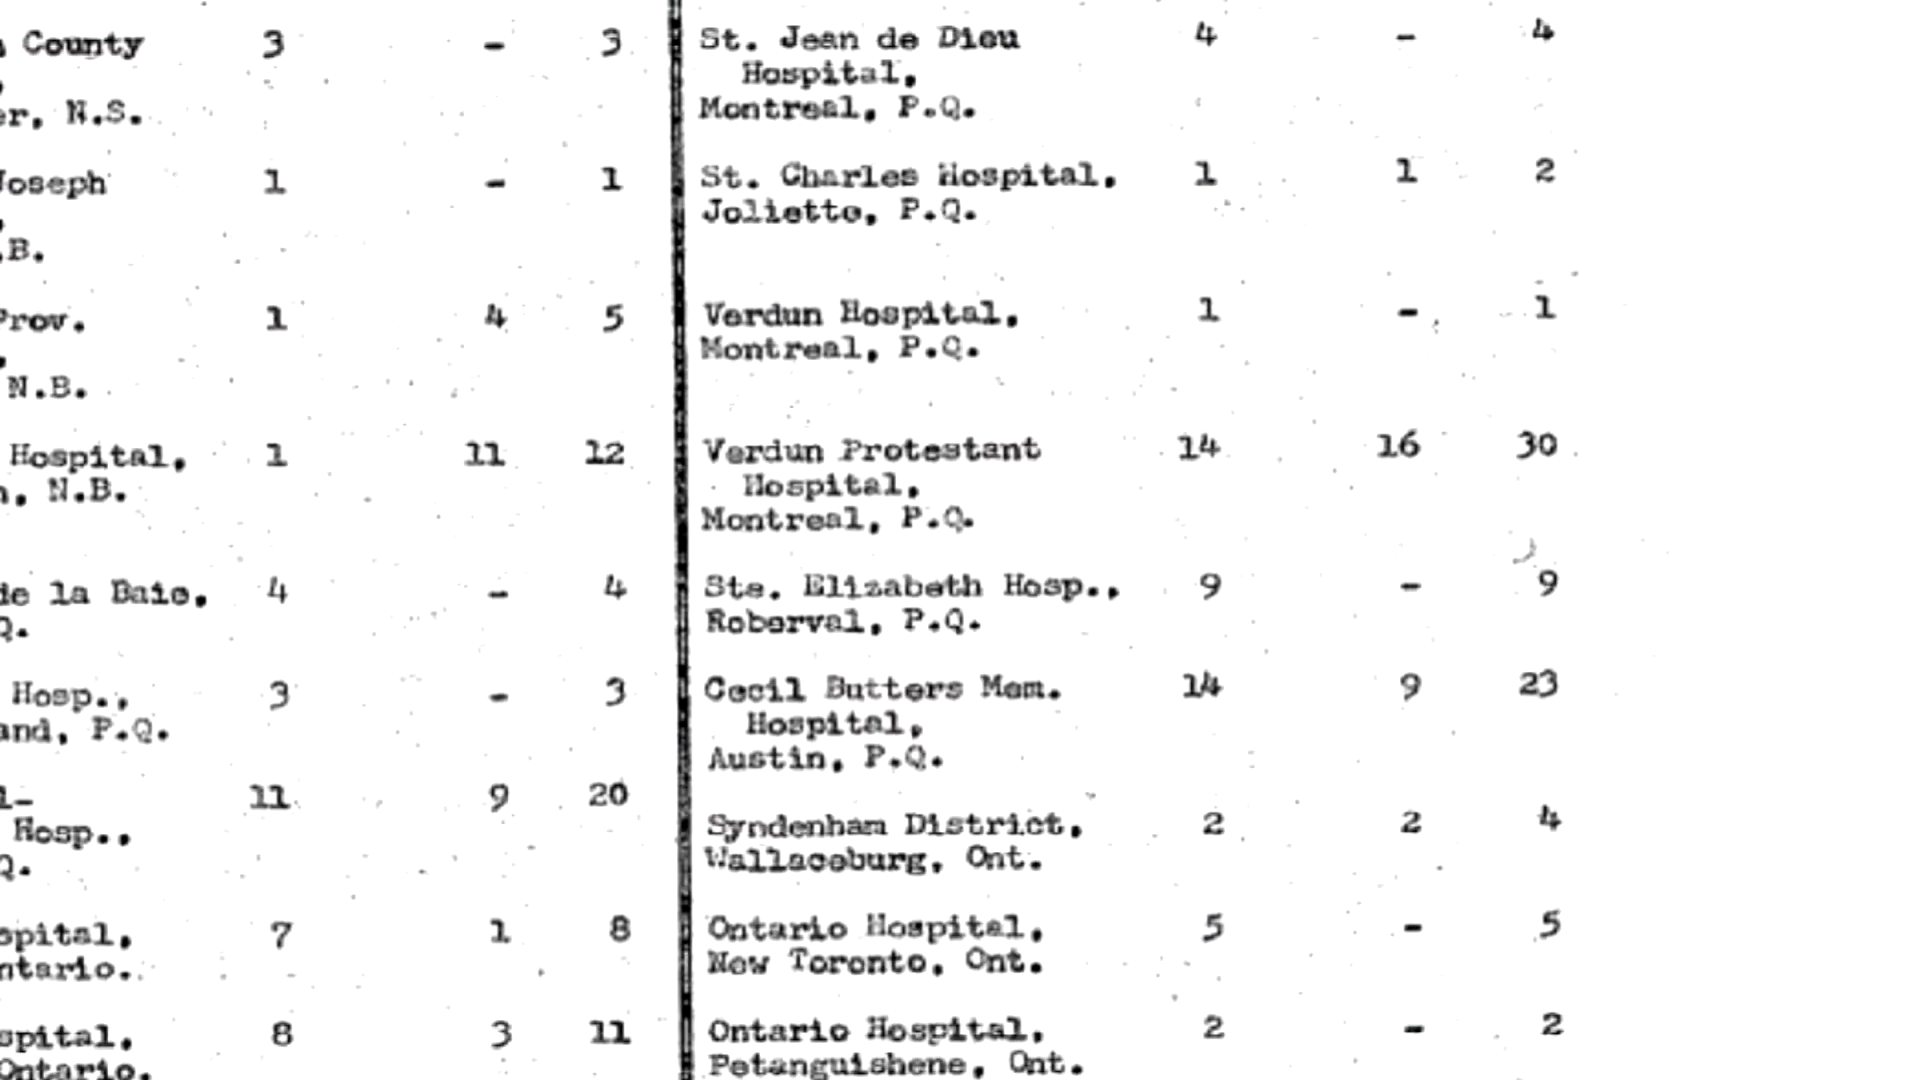 County 3 - 3
er, N.S.
Joseph 1 - 1
.B.
Prov. 1 4 5
N.B.
Hospital, 1 11 12
N.B.
de la Baie, 4 - 4
Q.
Hosp., 3 - 3
and, P.Q.
l- 11 9 20
Hosp.,
Q.
spital, 7 1 8
ntario.
spital, 8 3 11
Ontario.
St. Jean de Dieu 4 - 4
Hospital,
Montreal, P.Q.
St. Charles Hospital, 1 1 2
Joliette, P.Q.
Verdun Hospital, 1 - 1
Montreal, P.Q.
Verdun Protestant 14 16 30
Hospital,
Montreal, P.Q.
Ste. Elizabeth Hosp., 9 - 9
Roberval, P.Q.
Cecil Butters Mem. 14 9 23
Hospital,
Austin, P.Q.
Syndenham District, 2 2 4
Wallaceburg, Ont.
Ontario Hospital, 5 - 5
New Toronto, Ont.
Ontario Hospital, 2 - 2
Petanguishene, Ont.